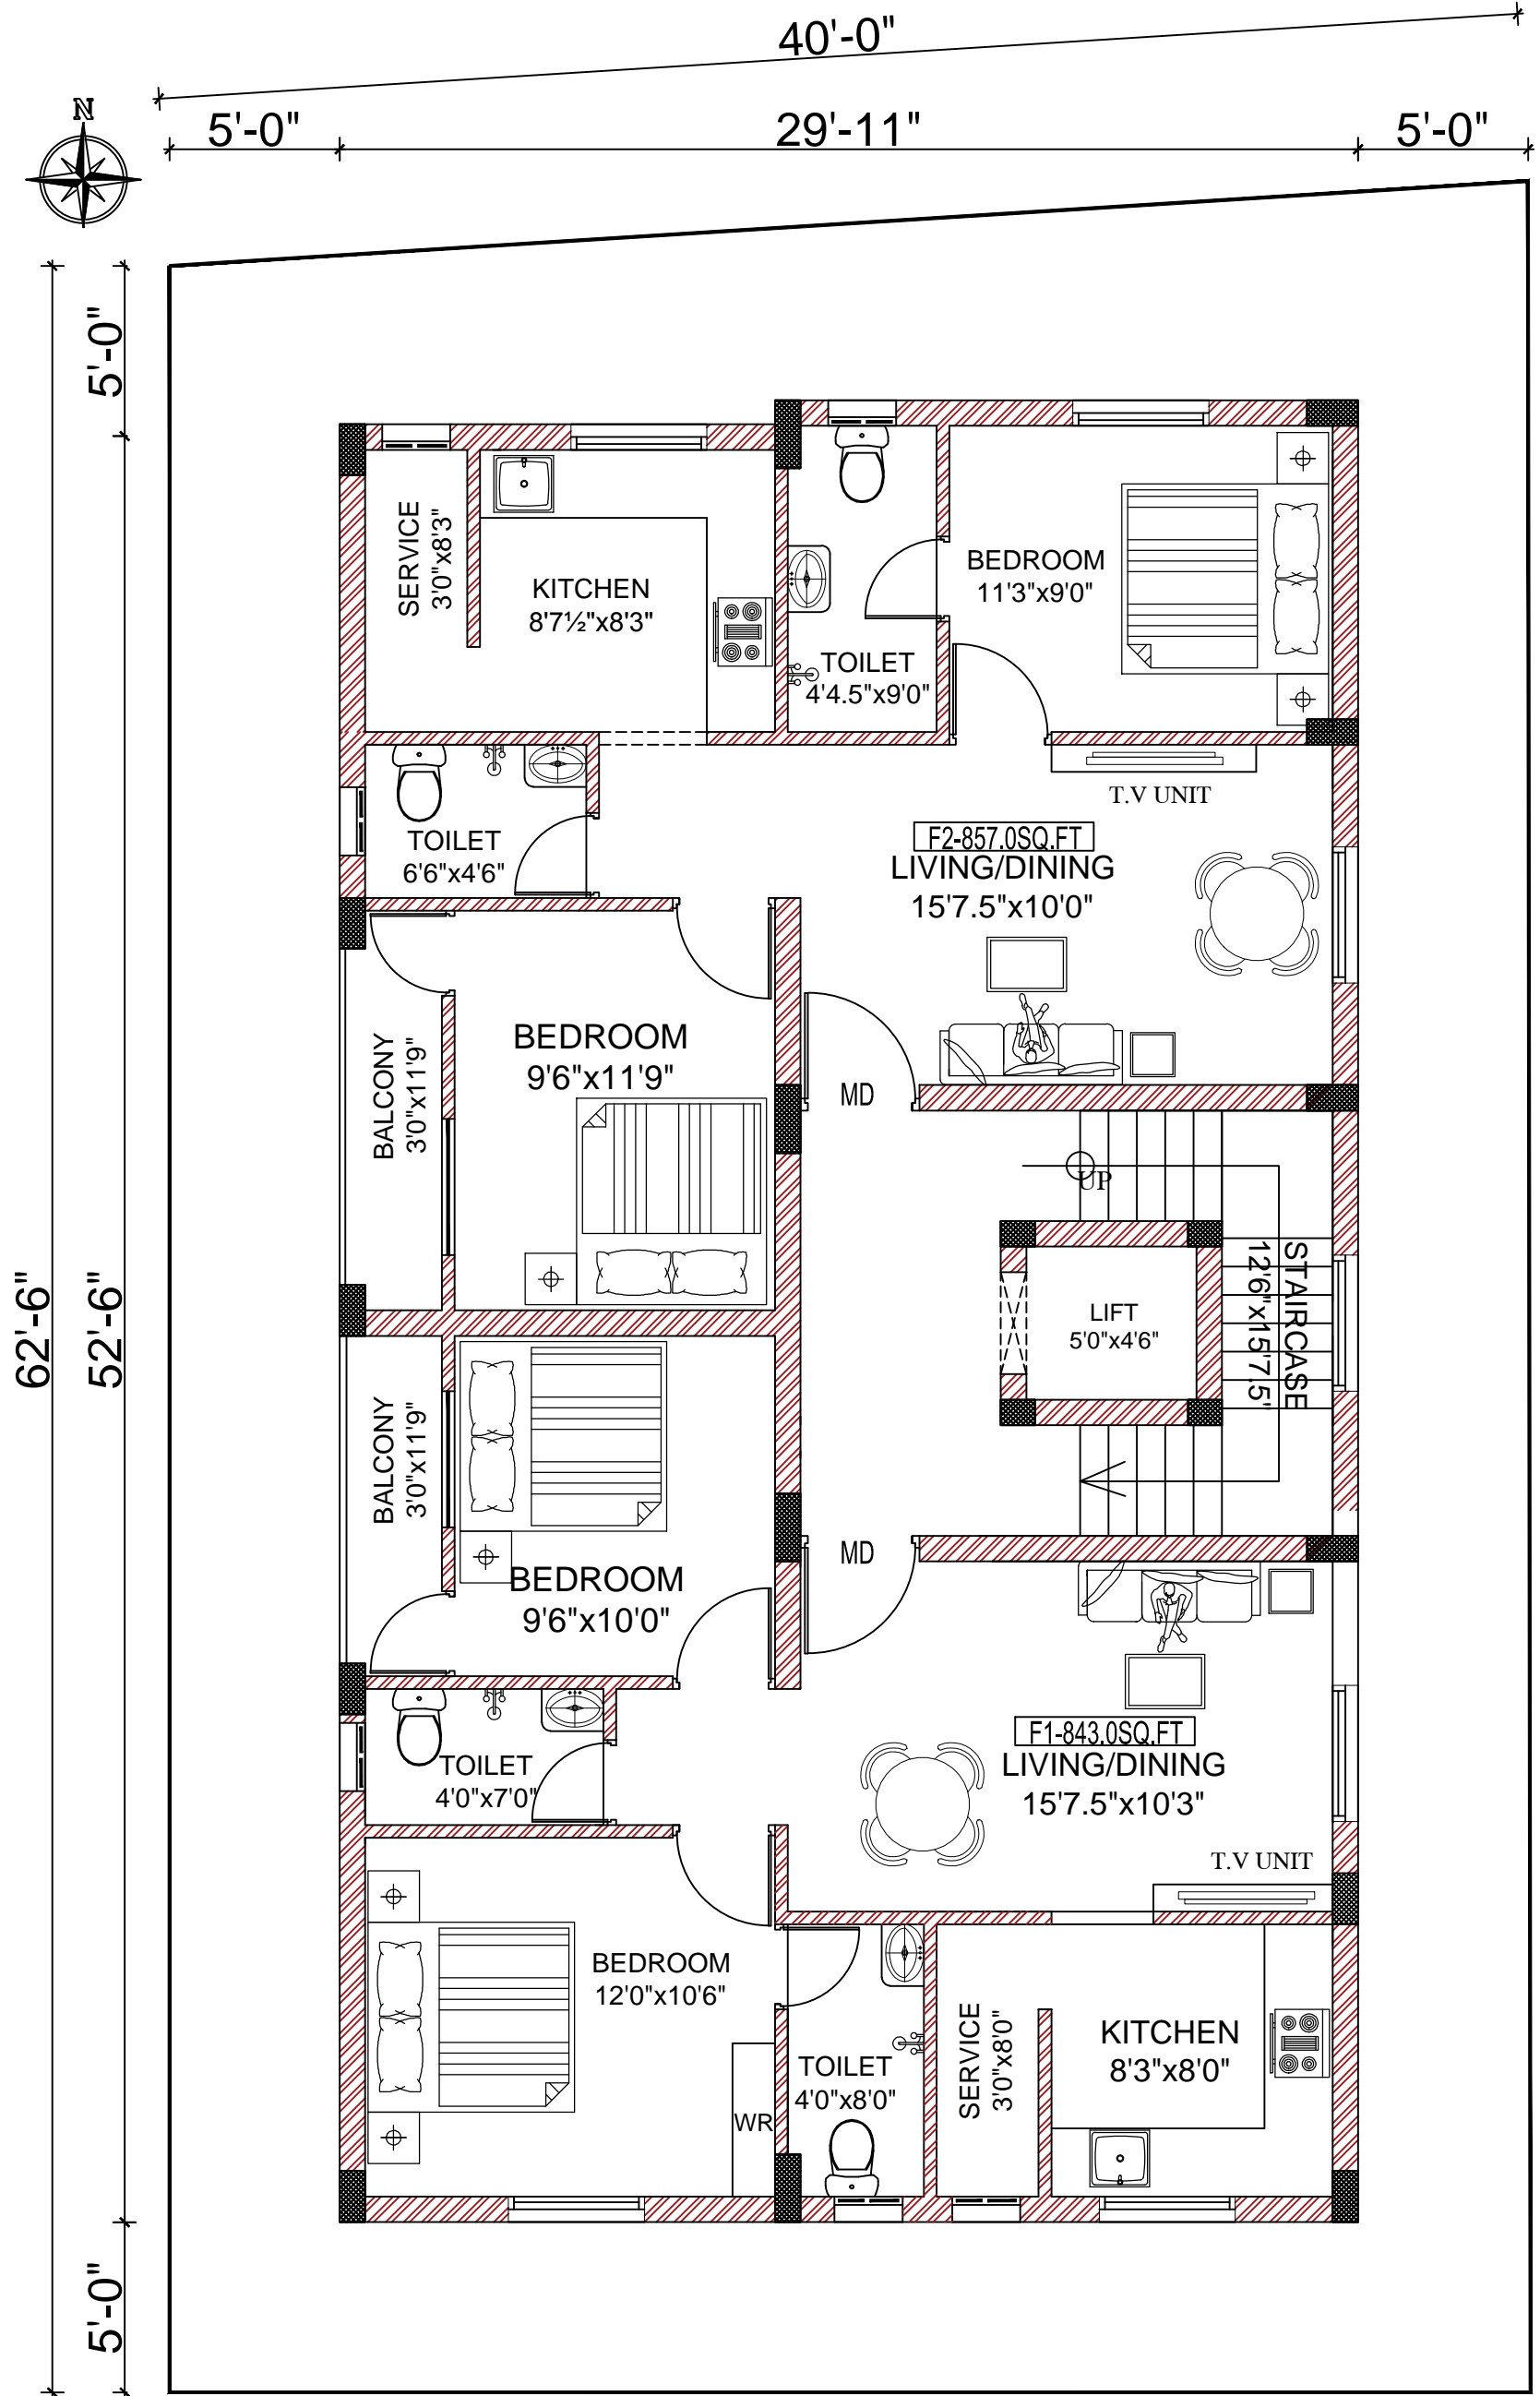 40'-0"
N
5'-0"
29'-11"
5'-0"
5'-0"
62'-6"
52'-6"
5'-0"
SERVICE
3'0"x8'3"
KITCHEN
8'7½"x8'3"
TOILET
4'4.5"x9'0"
BEDROOM
11'3"x9'0"
T.V UNIT
TOILET
6'6"x4'6"
F2-857.0SQ.FT
LIVING/DINING
15'7.5"x10'0"
BALCONY
3'0"x11'9"
BEDROOM
9'6"x11'9"
MD
UP
LIFT
5'0"x4'6"
STAIRCASE
12'6"x15'7.5"
BALCONY
3'0"x11'9"
BEDROOM
9'6"x10'0"
MD
TOILET
4'0"x7'0"
F1-843.0SQ.FT
LIVING/DINING
15'7.5"x10'3"
T.V UNIT
BEDROOM
12'0"x10'6"
WR
TOILET
4'0"x8'0"
SERVICE
3'0"x8'0"
KITCHEN
8'3"x8'0"